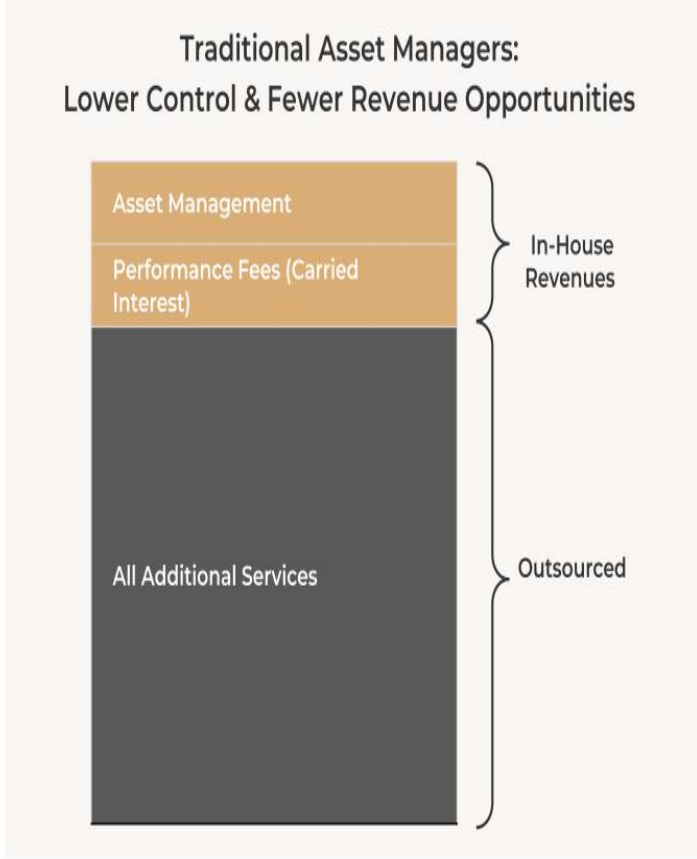 Traditional Asset Managers:
Lower Control & Fewer Revenue Opportunities
Asset Management
Performance Fees (Carried
Interest)
In-House
Revenues
All Additional Services
Outsourced